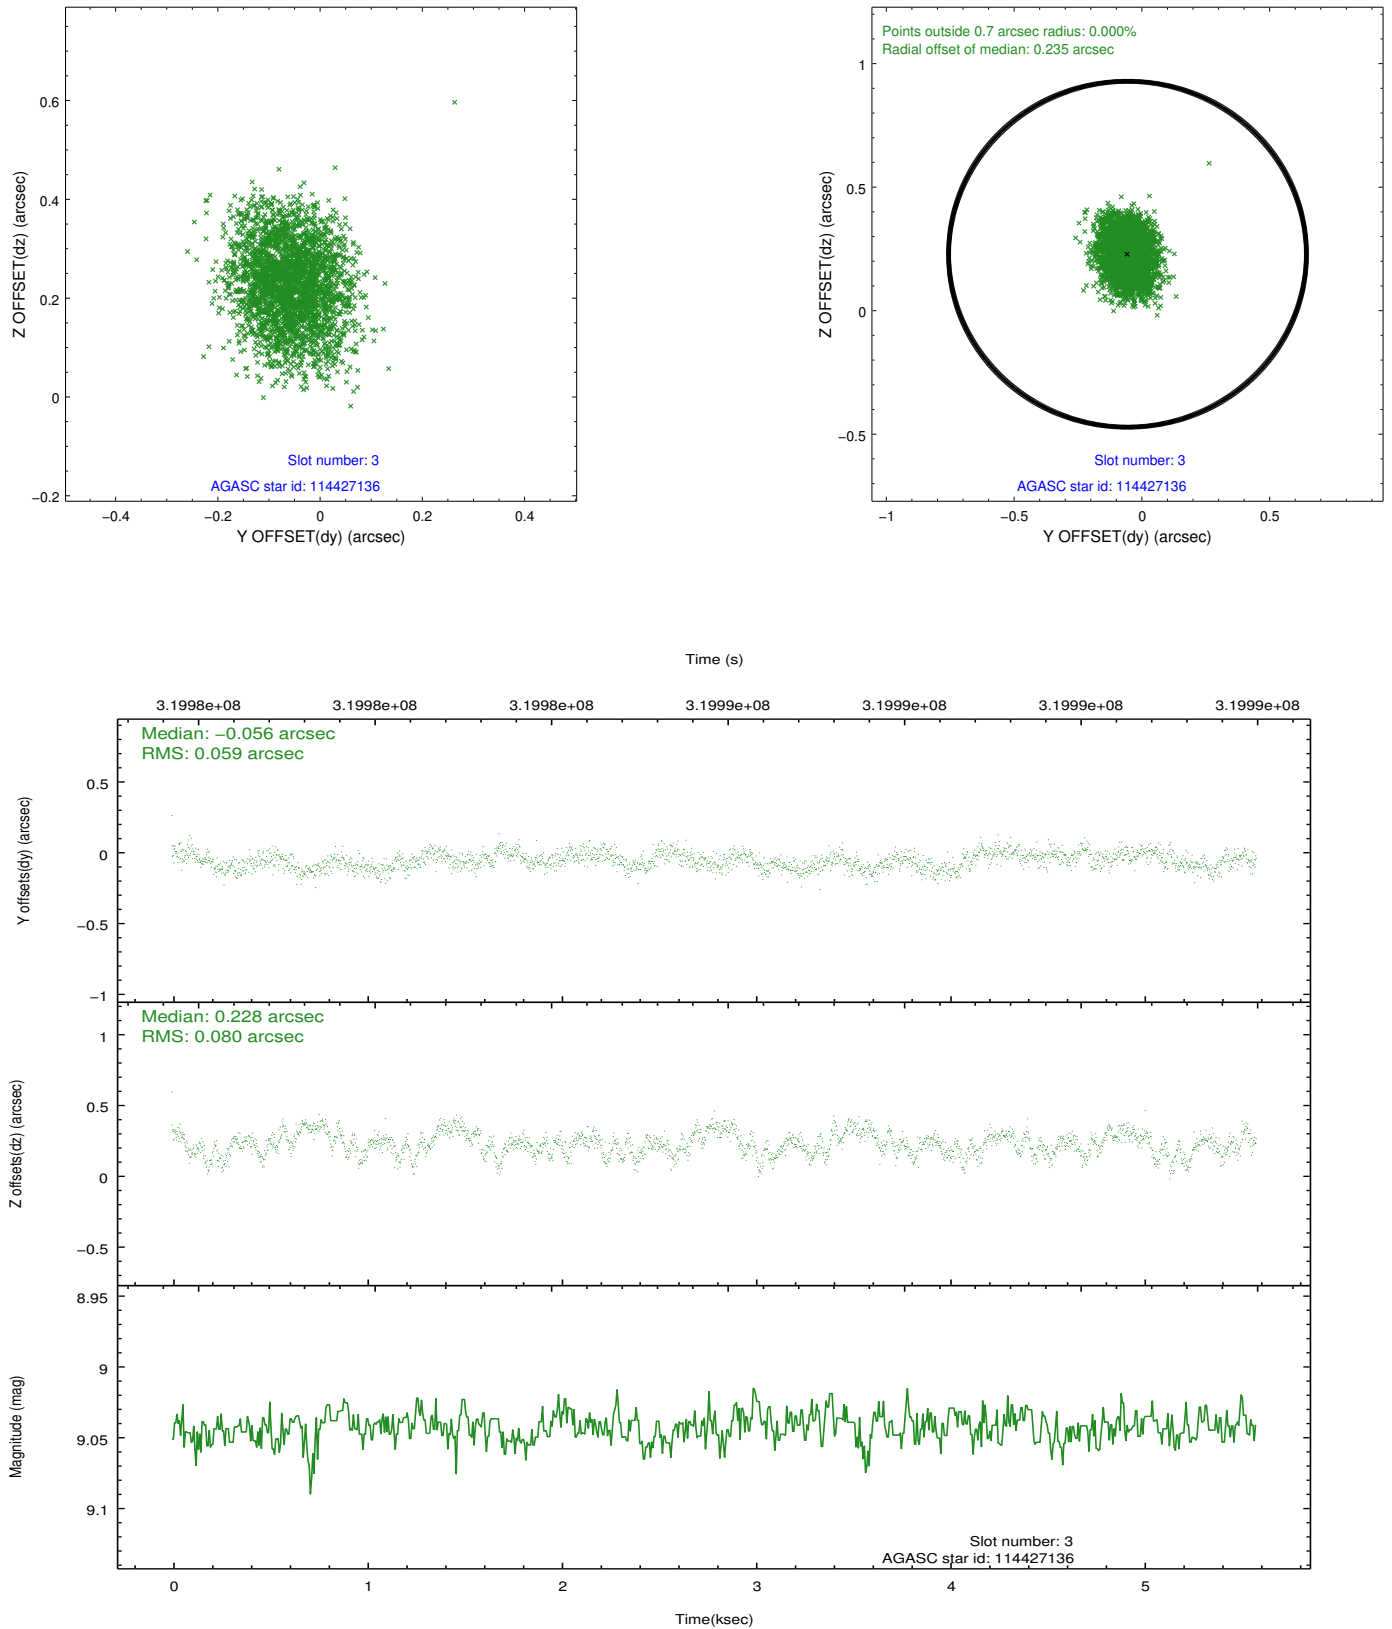 0.6
0.4
0.2
0
−0.2
Z OFFSET(dz) (arcsec)
Slot number: 3
AGASC star id: 114427136
−0.4
−0.2
0
0.2
0.4
Y OFFSET(dy) (arcsec)
Points outside 0.7 arcsec radius: 0.000%
Radial offset of median: 0.235 arcsec
1
0.5
0
−0.5
Z OFFSET(dz) (arcsec)
Slot number: 3
AGASC star id: 114427136
−1
−0.5
0
0.5
Y OFFSET(dy) (arcsec)
Time (s)
3.1998e+08
3.1998e+08
3.1998e+08
3.1999e+08
3.1999e+08
3.1999e+08
3.1999e+08
Median: −0.056 arcsec
RMS: 0.059 arcsec
0.5
0
−0.5
−1
Y offsets(dy) (arcsec)
Median: 0.228 arcsec
RMS: 0.080 arcsec
1
0.5
0
−0.5
Z offsets(dz) (arcsec)
8.95
9
9.05
9.1
Magnitude (mag)
Slot number: 3
AGASC star id: 114427136
0
1
2
3
4
5
Time(ksec)